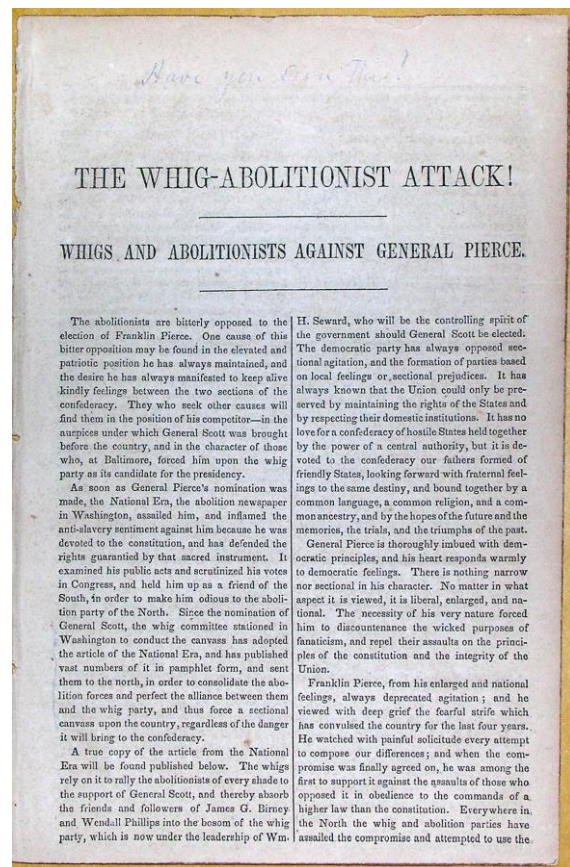 Have you seen This?
THE WHIG-ABOLITIONIST ATTACK!
WHIGS AND ABOLITIONISTS AGAINST GENERAL PIERCE.
The abolitionists are bitterly opposed to the
election of Franklin Pierce. One cause of this
bitter opposition may be found in the elevated and
patriotic position he has always maintained, and
the desire he has always manifested to keep alive
kindly feelings between the two sections of the
confederacy. They who seek other causes will
find them in the position of his competitor—in the
auspices under which General Scott was brought
before the country, and in the character of those
who, at Baltimore, forced him upon the whig
party as its candidate for the presidency.
As soon as General Pierce's nomination was
made, the National Era, the abolition newspaper
in Washington, assailed him, and inflamed the
anti-slavery sentiment against him because he was
devoted to the constitution, and has defended the
rights guarantied by that sacred instrument. It
examined his public acts and scrutinized his votes
in Congress, and held him up as a friend of the
South, in order to make him odious to the aboli-
tion party of the North. Since the nomination of
General Scott, the whig committee stationed in
Washington to conduct the canvass has adopted
the article of the National Era, and has published
vast numbers of it in pamphlet form, and sent
them to the north, in order to consolidate the abo-
lition forces and perfect the alliance between them
and the whig party, and thus force a sectional
canvass upon the country, regardless of the danger
it will bring to the confederacy.
A true copy of the article from the National
Era will be found published below. The whigs
rely on it to rally the abolitionists of every shade to
the support of General Scott, and thereby absorb
the friends and followers of James G. Birney
and Wendall Phillips into the bosom of the whig
party, which is now under the leadership of Wm.
H. Seward, who will be the controlling spirit of
the government should General Scott be elected.
The democratic party has always opposed sec-
tional agitation, and the formation of parties based
on local feelings or sectional prejudices. It has
always known that the Union could only be pre-
served by maintaining the rights of the States and
by respecting their domestic institutions. It has no
love for a confederacy of hostile States held together
by the power of a central authority, but it is de-
voted to the confederacy our fathers formed of
friendly States, looking forward with fraternal feel-
ings to the same destiny, and bound together by a
common language, a common religion, and a com-
mon ancestry, and by the hopes of the future and the
memories, the trials, and the triumphs of the past.
General Pierce is thoroughly imbued with dem-
ocratic principles, and his heart responds warmly
to democratic feelings. There is nothing narrow
nor sectional in his character. No matter in what
aspect it is viewed, it is liberal, enlarged, and na-
tional. The necessity of his very nature forced
him to discountenance the wicked purposes of
fanaticism, and repel their assaults on the princi-
ples of the constitution and the integrity of the
Union.
Franklin Pierce, from his enlarged and national
feelings, always deprecated agitation; and he
viewed with deep grief the fearful strife which
has convulsed the country for the last four years.
He watched with painful solicitude every attempt
to compose our differences; and when the com-
promise was finally agreed on, he was among the
first to support it against the assaults of those who
opposed it in obedience to the commands of a
higher law than the constitution. Everywhere in
the North the whig and abolition parties have
assailed the compromise and attempted to use the